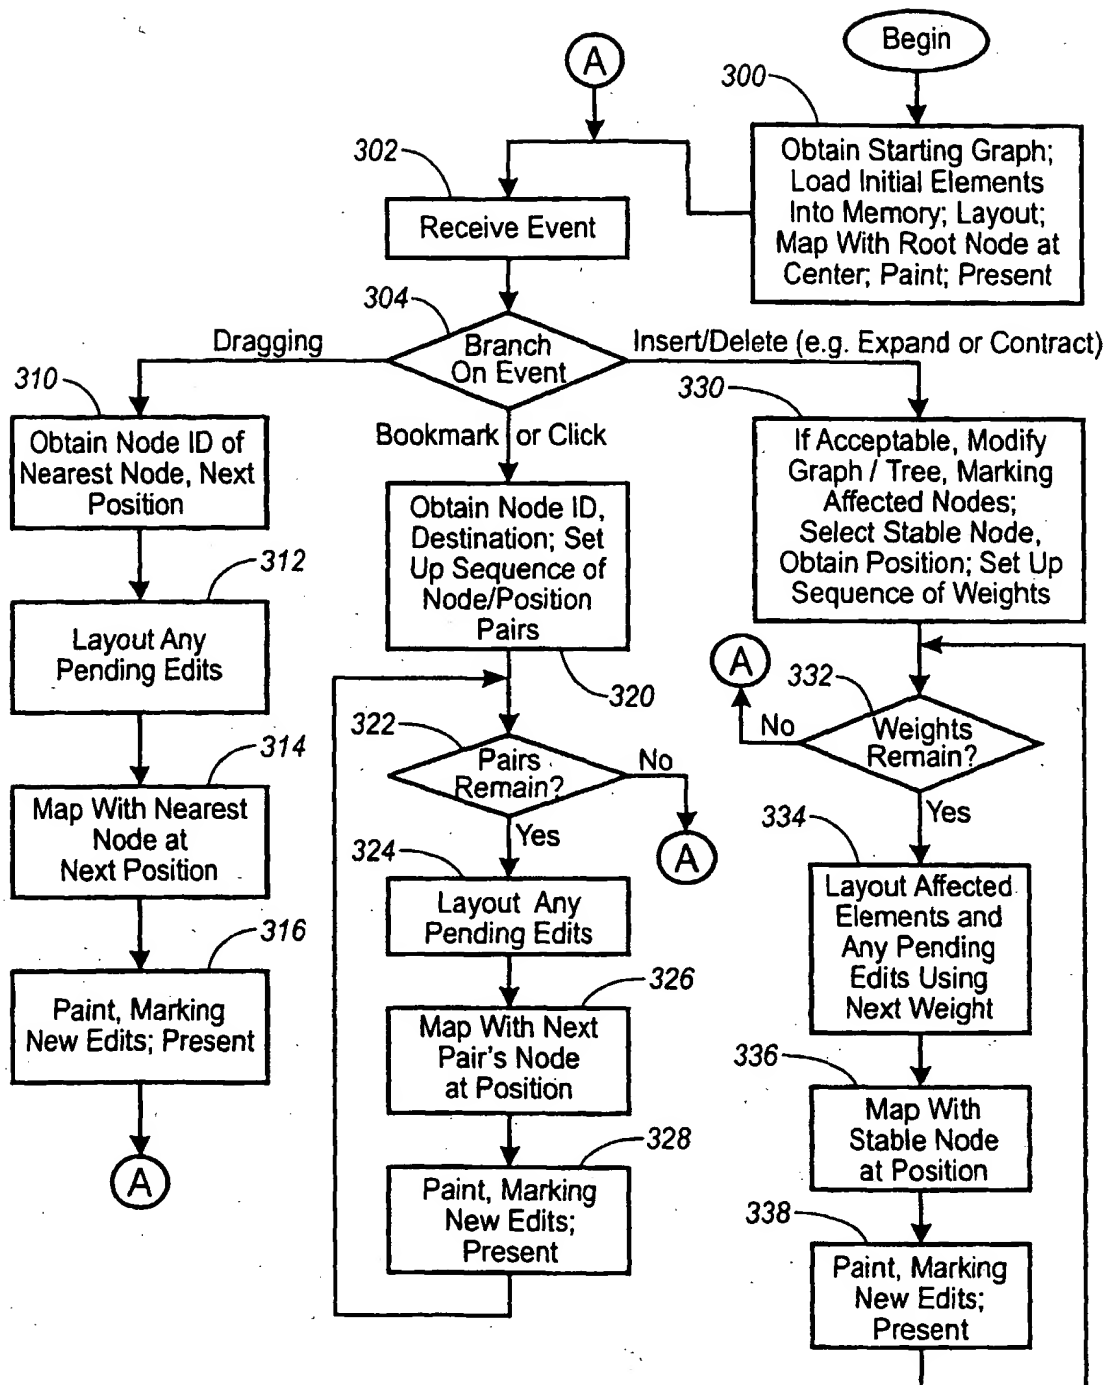 Begin
A
300
Obtain Starting Graph;
Load Initial Elements
Into Memory; Layout;
Map With Root Node at
Center; Paint; Present
302
Receive Event
304
Branch
On Event
Dragging
Insert/Delete (e.g. Expand or Contract)
Bookmark or Click
310
Obtain Node ID of
Nearest Node, Next
Position
312
Layout Any
Pending Edits
314
Map With Nearest
Node at
Next Position
316
Paint, Marking
New Edits; Present
A
Obtain Node ID,
Destination; Set
Up Sequence of
Node/Position
Pairs
320
322
Pairs
Remain?
No
A
Yes
324
Layout Any
Pending Edits
326
Map With Next
Pair's Node
at Position
328
Paint, Marking
New Edits;
Present
330
If Acceptable, Modify
Graph / Tree, Marking
Affected Nodes;
Select Stable Node,
Obtain Position; Set Up
Sequence of Weights
A
332
No
Weights
Remain?
Yes
334
Layout Affected
Elements and
Any Pending
Edits Using
Next Weight
336
Map With
Stable Node
at Position
338
Paint, Marking
New Edits;
Present